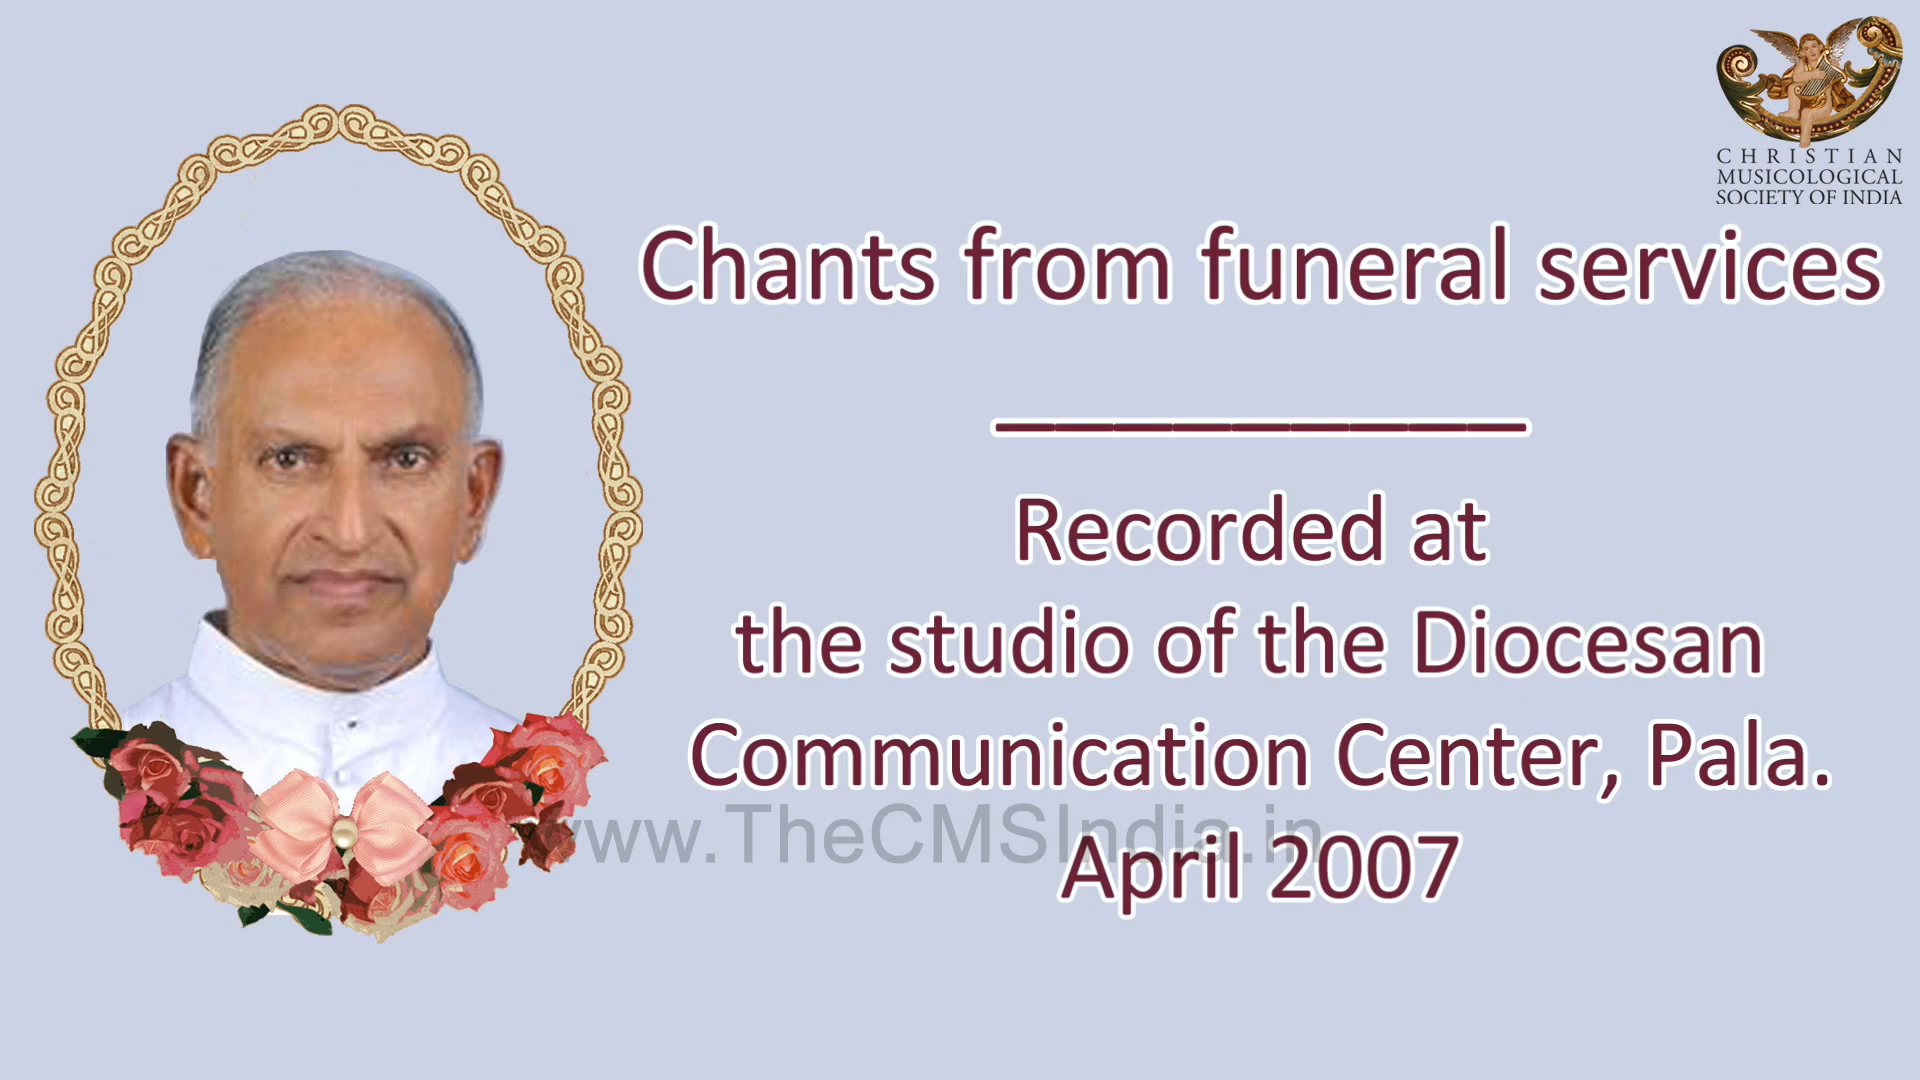 CHRISTIAN
MUSICOLOGICAL
SOCIETY OF INDIA
Chants from funeral services
_________
Recorded at
the studio of the Diocesan
Communication Center, Pala.
www.TheCMSIndia.in
April 2007